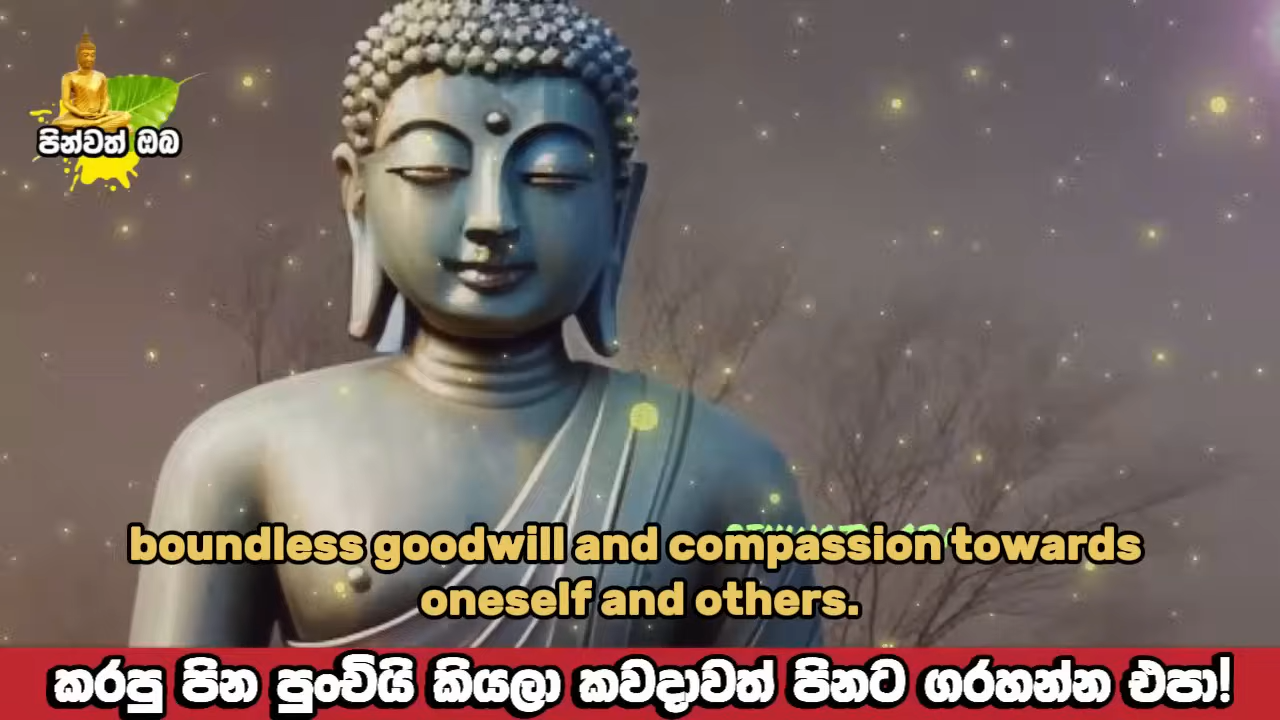 පින්වත් ඔබ
boundless goodwill and compassion towards
oneself and others.
කරපු පින පුංචියි කියලා කවදාවත් පිනට ගරහන්න එපා!